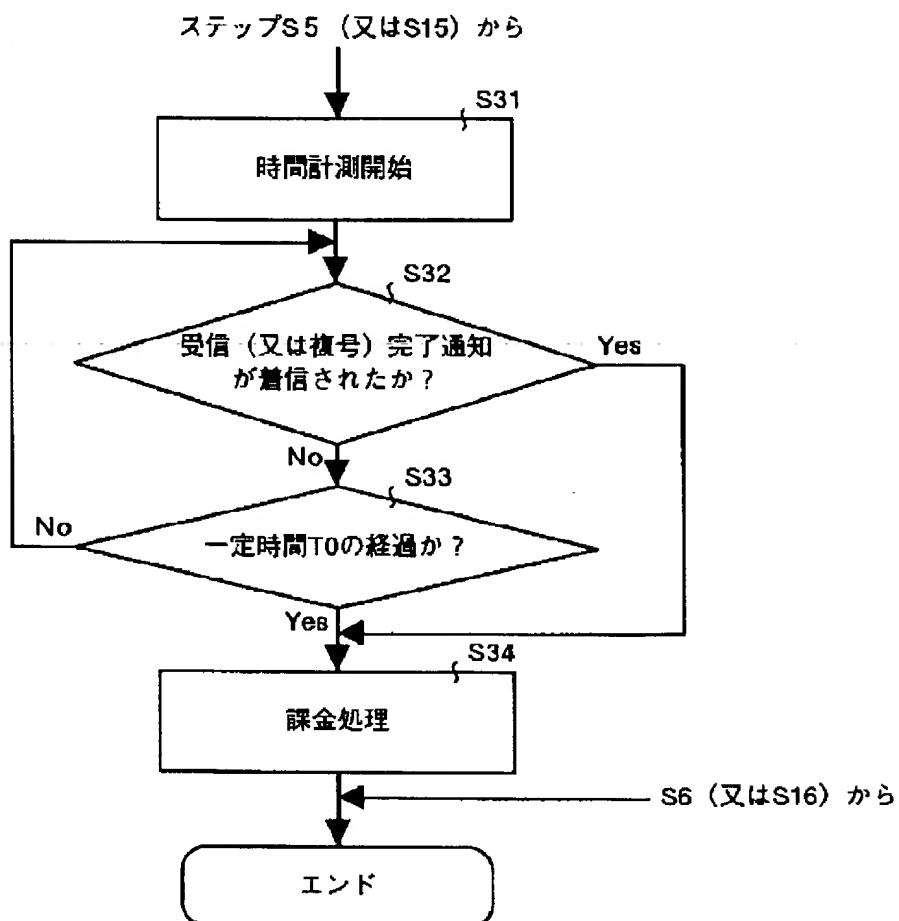 ステップS5（又はS15）から
S31
時間計測開始
S32
受信（又は複号）完了通知
が着信されたか？
Yes
No
S33
一定時間T0の経過か？
No
Yes
S34
課金処理
S6（又はS16）から
エンド